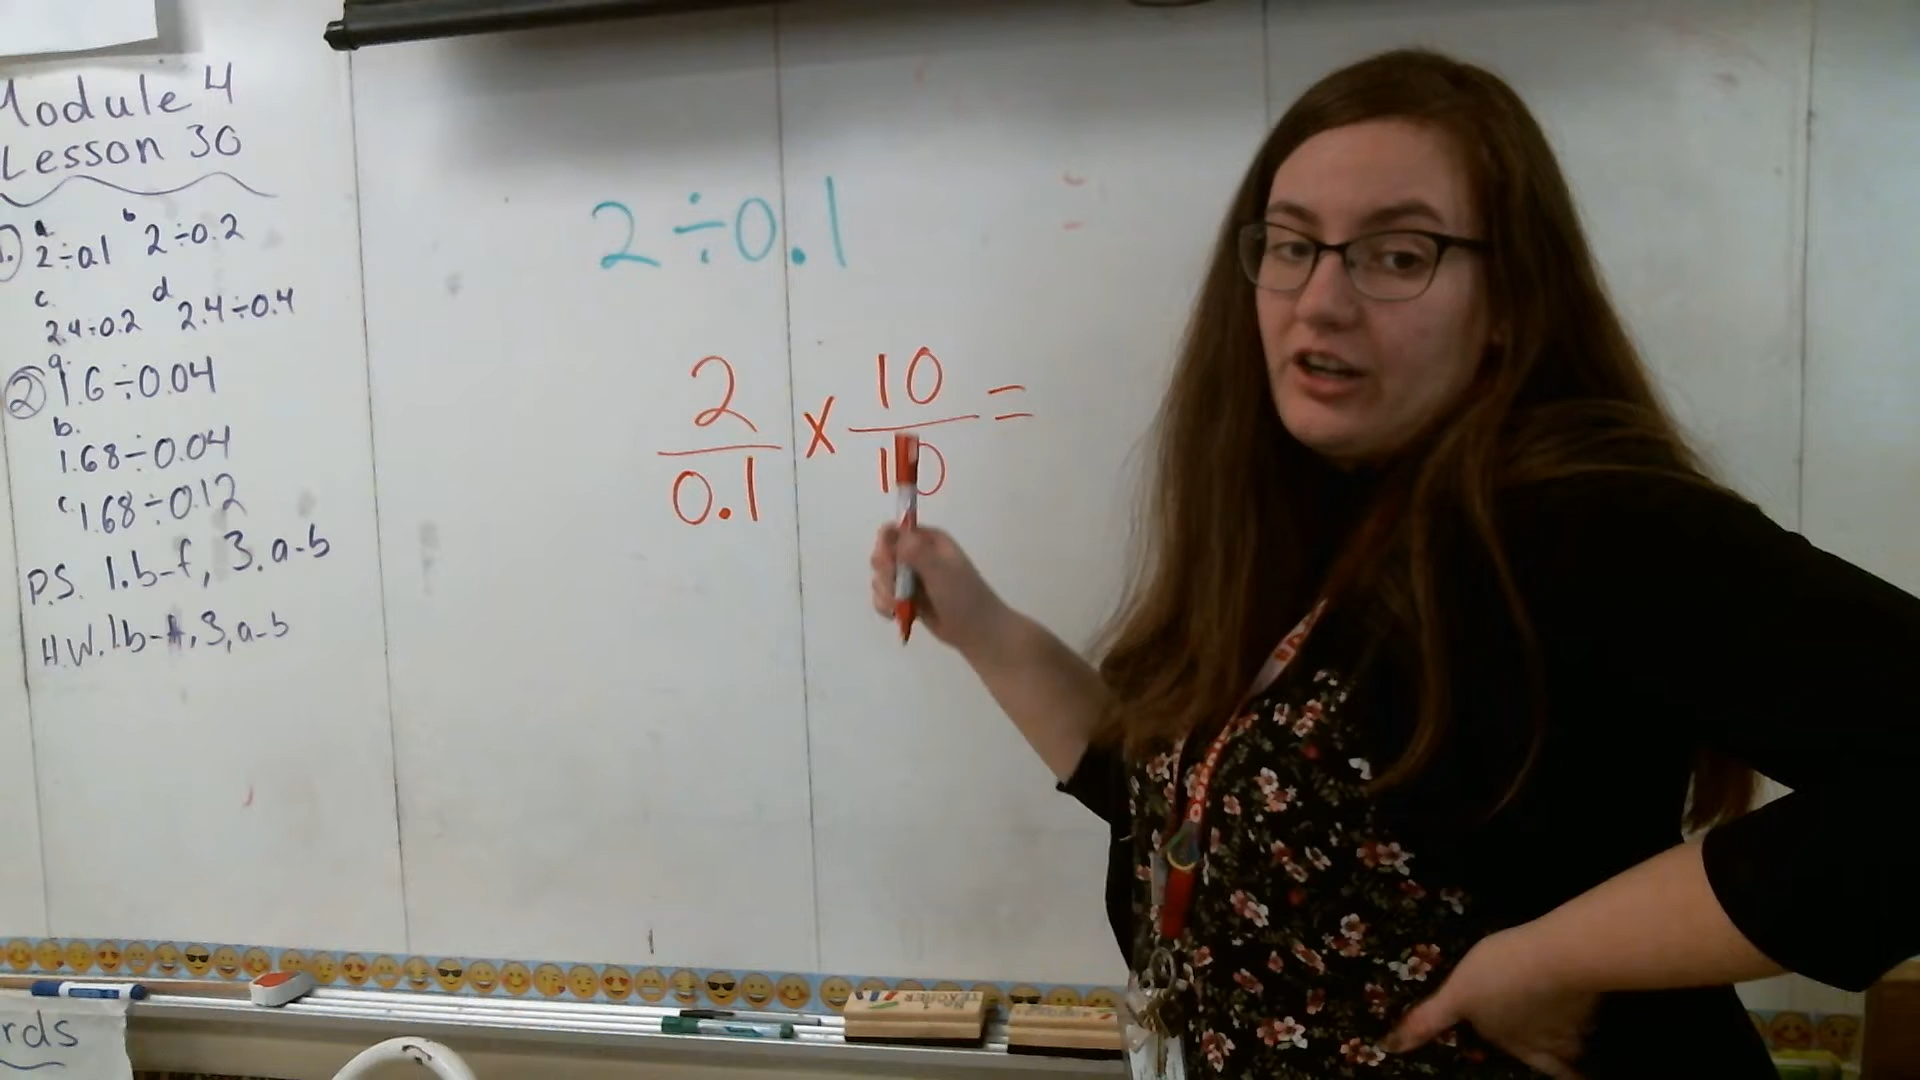 Module 4
Lesson 30
1. a. 2÷0.1 b 2÷0.2
c. 2.4÷0.2 d 2.4÷0.4
2 a. 1.6÷0.04
b. 1.68÷0.04
c. 1.68÷0.12
P.S. 1.b-f, 3.a-b
H.W. 1.b-f, 3,a-b
2÷0.1
2/0.1 x 10/10 =
rds